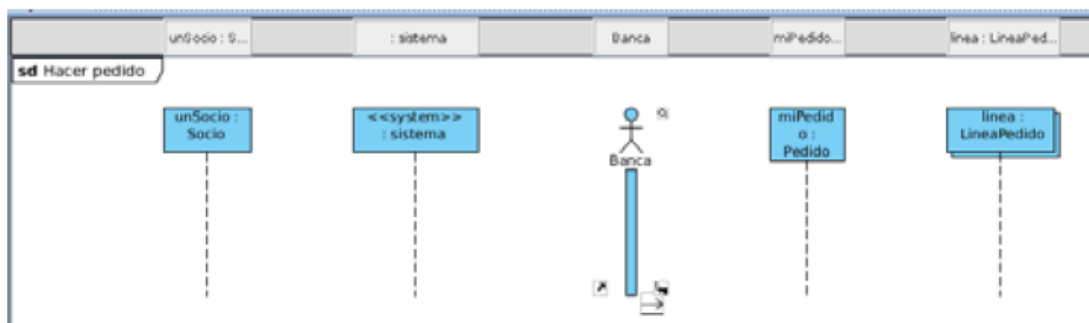 unSocio : S...
: sistema
Banca
miPedido...
linea : LineaPed...
sd Hacer pedido
unSocio :
Socio
<<system>>
: sistema
Banca
miPedid
o :
Pedido
linea :
LineaPedido